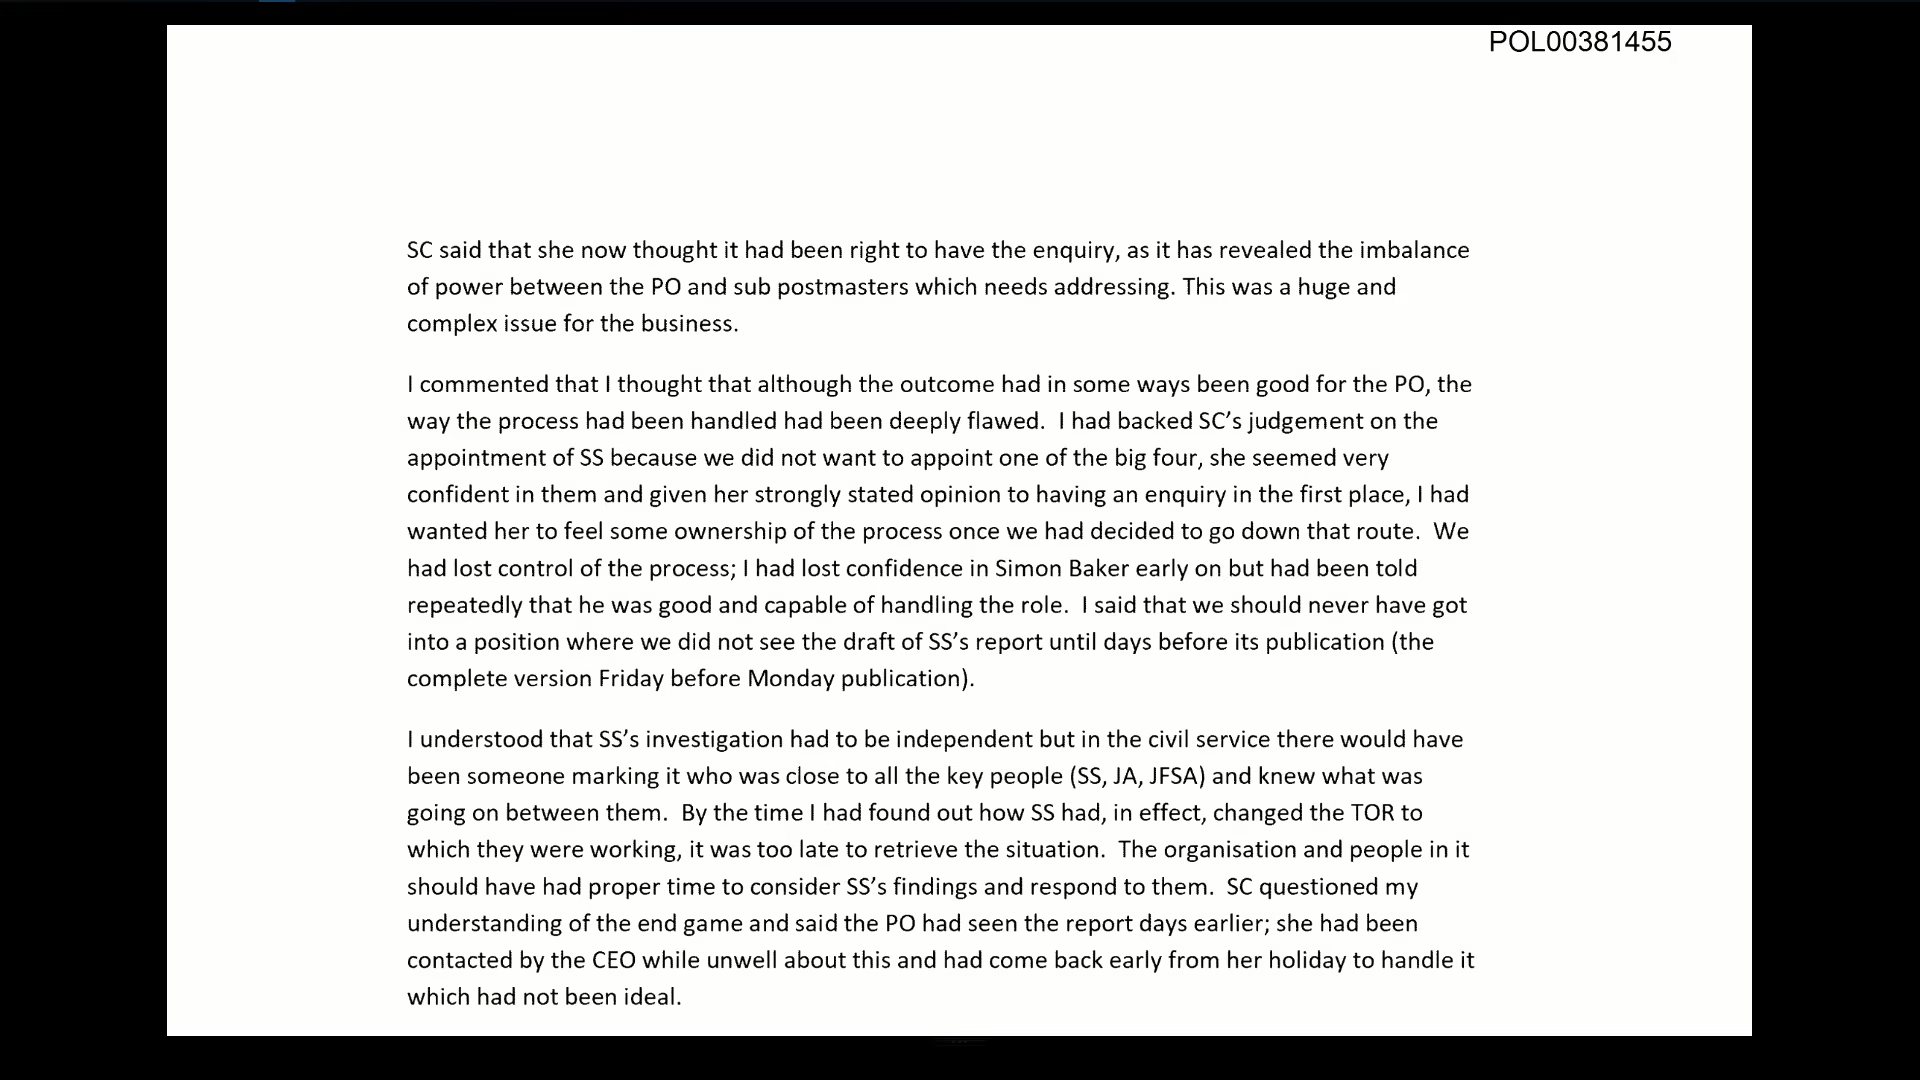 POL00381455
SC said that she now thought it had been right to have the enquiry, as it has revealed the imbalance
of power between the PO and sub postmasters which needs addressing. This was a huge and
complex issue for the business.
I commented that I thought that although the outcome had in some ways been good for the PO, the
way the process had been handled had been deeply flawed.  I had backed SC’s judgement on the
appointment of SS because we did not want to appoint one of the big four, she seemed very
confident in them and given her strongly stated opinion to having an enquiry in the first place, I had
wanted her to feel some ownership of the process once we had decided to go down that route.  We
had lost control of the process; I had lost confidence in Simon Baker early on but had been told
repeatedly that he was good and capable of handling the role.  I said that we should never have got
into a position where we did not see the draft of SS’s report until days before its publication (the
complete version Friday before Monday publication).
I understood that SS’s investigation had to be independent but in the civil service there would have
been someone marking it who was close to all the key people (SS, JA, JFSA) and knew what was
going on between them.  By the time I had found out how SS had, in effect, changed the TOR to
which they were working, it was too late to retrieve the situation.  The organisation and people in it
should have had proper time to consider SS’s findings and respond to them.  SC questioned my
understanding of the end game and said the PO had seen the report days earlier; she had been
contacted by the CEO while unwell about this and had come back early from her holiday to handle it
which had not been ideal.